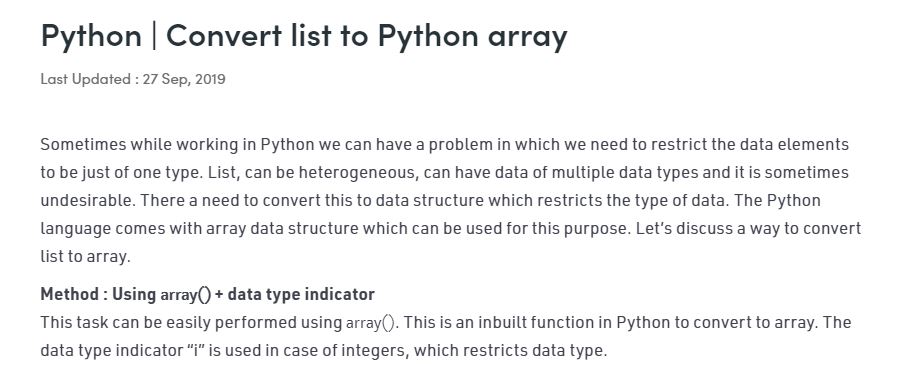 Python | Convert list to Python array
Last Updated : 27 Sep, 2019
Sometimes while working in Python we can have a problem in which we need to restrict the data elements
to be just of one type. List, can be heterogeneous, can have data of multiple data types and it is sometimes
undesirable. There a need to convert this to data structure which restricts the type of data. The Python
language comes with array data structure which can be used for this purpose. Let’s discuss a way to convert
list to array.
Method : Using array() + data type indicator
This task can be easily performed using array(). This is an inbuilt function in Python to convert to array. The
data type indicator “i” is used in case of integers, which restricts data type.